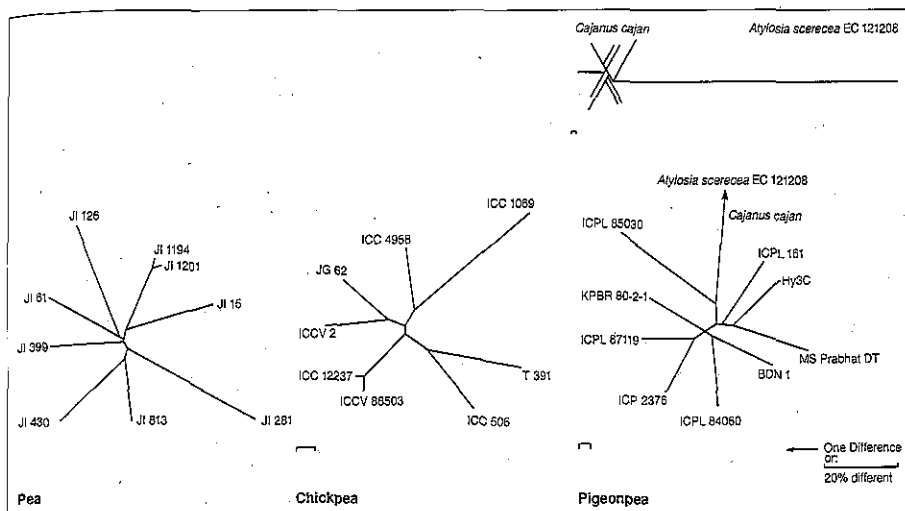 Cajanus cajan
Atylosia scerecea EC 121208
JI 126
JI 1194
JI 1201
JI 61
JI 15
JI 399
JI 430
JI 813
JI 281
Pea
ICC 1069
ICC 4958
JG 62
ICCV 2
ICC 12237
ICCV 88503
T 391
ICC 506
Chickpea
Atylosia scerecea EC 121208
Cajanus cajan
ICPL 85030
ICPL 161
Hy3C
KPBR 80-2-1
ICPL 87119
MS Prabhat DT
BDN 1
ICP 2376
ICPL 84060
One Difference
or:
20% different
Pigeonpea